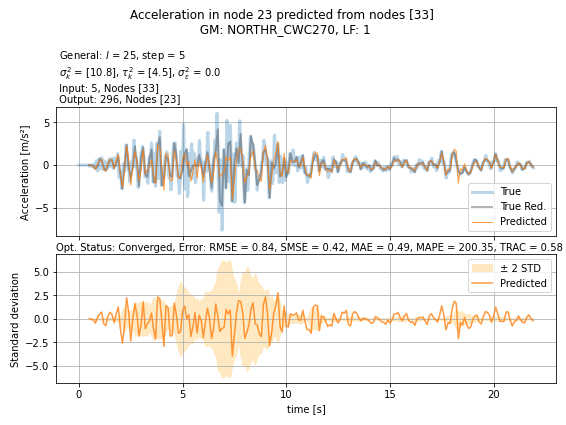 Acceleration in node 23 predicted from nodes [33]
GM: NORTHR_CWC270, LF: 1
General: l = 25, step = 5
σ²ₖ = [10.8], τ²ₖ = [4.5], σ²ε = 0.0
Input: 5, Nodes [33]
Output: 296, Nodes [23]
Acceleration [m/s²]
5
0
−5
True
True Red.
Predicted
Opt. Status: Converged, Error: RMSE = 0.84, SMSE = 0.42, MAE = 0.49, MAPE = 200.35, TRAC = 0.58
Standard deviation
5.0
2.5
0.0
−2.5
−5.0
± 2 STD
Predicted
0 5 10 15 20
time [s]